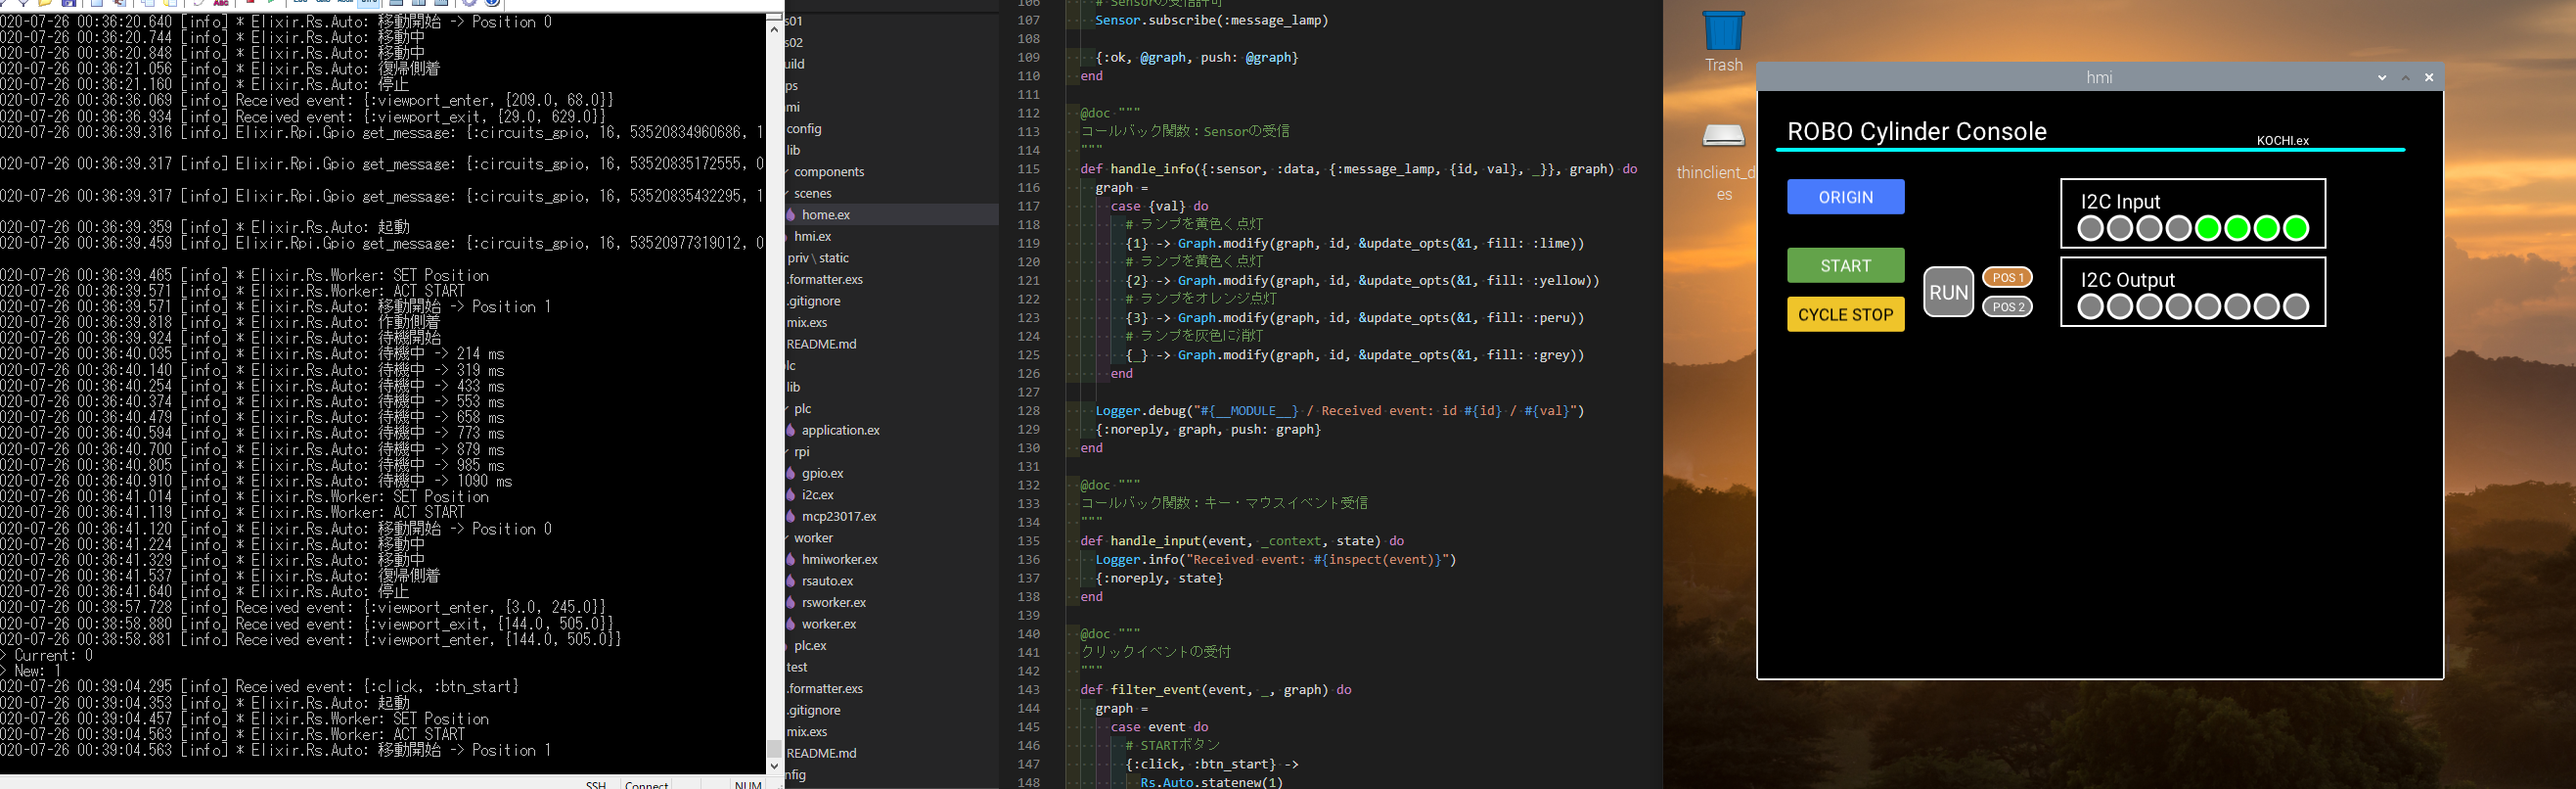 020-07-26 00:36:20.640 [info] * Elixir.Rs.Auto: 移動開始 -> Position 0
020-07-26 00:36:20.744 [info] * Elixir.Rs.Auto: 移動中
020-07-26 00:36:20.848 [info] * Elixir.Rs.Auto: 移動中
020-07-26 00:36:21.056 [info] * Elixir.Rs.Auto: 復帰側着
020-07-26 00:36:21.160 [info] * Elixir.Rs.Auto: 停止
020-07-26 00:36:36.069 [info] Received event: {:viewport_enter, {209.0, 68.0}}
020-07-26 00:36:36.934 [info] Received event: {:viewport_exit, {29.0, 629.0}}
020-07-26 00:36:39.316 [info] Elixir.Rpi.Gpio get_message: {:circuits_gpio, 16, 53520834960686, 1
020-07-26 00:36:39.317 [info] Elixir.Rpi.Gpio get_message: {:circuits_gpio, 16, 53520835172555, 0
020-07-26 00:36:39.317 [info] Elixir.Rpi.Gpio get_message: {:circuits_gpio, 16, 53520835432295, 1
020-07-26 00:36:39.359 [info] * Elixir.Rs.Auto: 起動
020-07-26 00:36:39.459 [info] Elixir.Rpi.Gpio get_message: {:circuits_gpio, 16, 53520977319012, 0
020-07-26 00:36:39.465 [info] * Elixir.Rs.Worker: SET Position
020-07-26 00:36:39.571 [info] * Elixir.Rs.Worker: ACT START
020-07-26 00:36:39.571 [info] * Elixir.Rs.Auto: 移動開始 -> Position 1
020-07-26 00:36:39.818 [info] * Elixir.Rs.Auto: 作動側着
020-07-26 00:36:39.924 [info] * Elixir.Rs.Auto: 待機開始
020-07-26 00:36:40.035 [info] * Elixir.Rs.Auto: 待機中 -> 214 ms
020-07-26 00:36:40.140 [info] * Elixir.Rs.Auto: 待機中 -> 319 ms
020-07-26 00:36:40.254 [info] * Elixir.Rs.Auto: 待機中 -> 433 ms
020-07-26 00:36:40.374 [info] * Elixir.Rs.Auto: 待機中 -> 553 ms
020-07-26 00:36:40.479 [info] * Elixir.Rs.Auto: 待機中 -> 658 ms
020-07-26 00:36:40.594 [info] * Elixir.Rs.Auto: 待機中 -> 773 ms
020-07-26 00:36:40.700 [info] * Elixir.Rs.Auto: 待機中 -> 879 ms
020-07-26 00:36:40.805 [info] * Elixir.Rs.Auto: 待機中 -> 985 ms
020-07-26 00:36:40.910 [info] * Elixir.Rs.Auto: 待機中 -> 1090 ms
020-07-26 00:36:41.014 [info] * Elixir.Rs.Worker: SET Position
020-07-26 00:36:41.119 [info] * Elixir.Rs.Worker: ACT START
020-07-26 00:36:41.120 [info] * Elixir.Rs.Auto: 移動開始 -> Position 0
020-07-26 00:36:41.224 [info] * Elixir.Rs.Auto: 移動中
020-07-26 00:36:41.329 [info] * Elixir.Rs.Auto: 移動中
020-07-26 00:36:41.537 [info] * Elixir.Rs.Auto: 復帰側着
020-07-26 00:36:41.640 [info] * Elixir.Rs.Auto: 停止
020-07-26 00:38:57.728 [info] Received event: {:viewport_enter, {3.0, 245.0}}
020-07-26 00:38:58.880 [info] Received event: {:viewport_exit, {144.0, 505.0}}
020-07-26 00:38:58.881 [info] Received event: {:viewport_enter, {144.0, 505.0}}
> Current: 0
> New: 1
020-07-26 00:39:04.295 [info] Received event: {:click, :btn_start}
020-07-26 00:39:04.353 [info] * Elixir.Rs.Auto: 起動
020-07-26 00:39:04.457 [info] * Elixir.Rs.Worker: SET Position
020-07-26 00:39:04.563 [info] * Elixir.Rs.Worker: ACT START
020-07-26 00:39:04.563 [info] * Elixir.Rs.Auto: 移動開始 -> Position 1
SSH Connect NUM
s01
s02
uild
ps
mi
config
lib
components
scenes
home.ex
hmi.ex
priv \ static
.formatter.exs
.gitignore
mix.exs
README.md
lc
lib
plc
application.ex
rpi
gpio.ex
i2c.ex
mcp23017.ex
worker
hmiworker.ex
rsauto.ex
rsworker.ex
worker.ex
plc.ex
test
.formatter.exs
.gitignore
mix.exs
README.md
nfig
106 # Sensorの受信許可
107 Sensor.subscribe(:message_lamp)
108
109 {:ok, @graph, push: @graph}
110 end
111
112 @doc """
113 コールバック関数：Sensorの受信
114 """
115 def handle_info({:sensor, :data, {:message_lamp, {id, val}, _}}, graph) do
116 graph =
117 case {val} do
118 # ランプを黄色く点灯
119 {1} -> Graph.modify(graph, id, &update_opts(&1, fill: :lime))
120 # ランプを黄色く点灯
121 {2} -> Graph.modify(graph, id, &update_opts(&1, fill: :yellow))
122 # ランプをオレンジ点灯
123 {3} -> Graph.modify(graph, id, &update_opts(&1, fill: :peru))
124 # ランプを灰色に消灯
125 {_} -> Graph.modify(graph, id, &update_opts(&1, fill: :grey))
126 end
127
128 Logger.debug("#{__MODULE__} / Received event: id #{id} / #{val}")
129 {:noreply, graph, push: graph}
130 end
131
132 @doc """
133 コールバック関数：キー・マウスイベント受信
134 """
135 def handle_input(event, _context, state) do
136 Logger.info("Received event: #{inspect(event)}")
137 {:noreply, state}
138 end
139
140 @doc """
141 クリックイベントの受付
142 """
143 def filter_event(event, _, graph) do
144 graph =
145 case event do
146 # STARTボタン
147 {:click, :btn_start} ->
148 Rs.Auto.statenew(1)
Trash
thinclient_d
es
hmi
ROBO Cylinder Console
KOCHI.ex
ORIGIN
START
CYCLE STOP
RUN
POS 1
POS 2
I2C Input
I2C Output